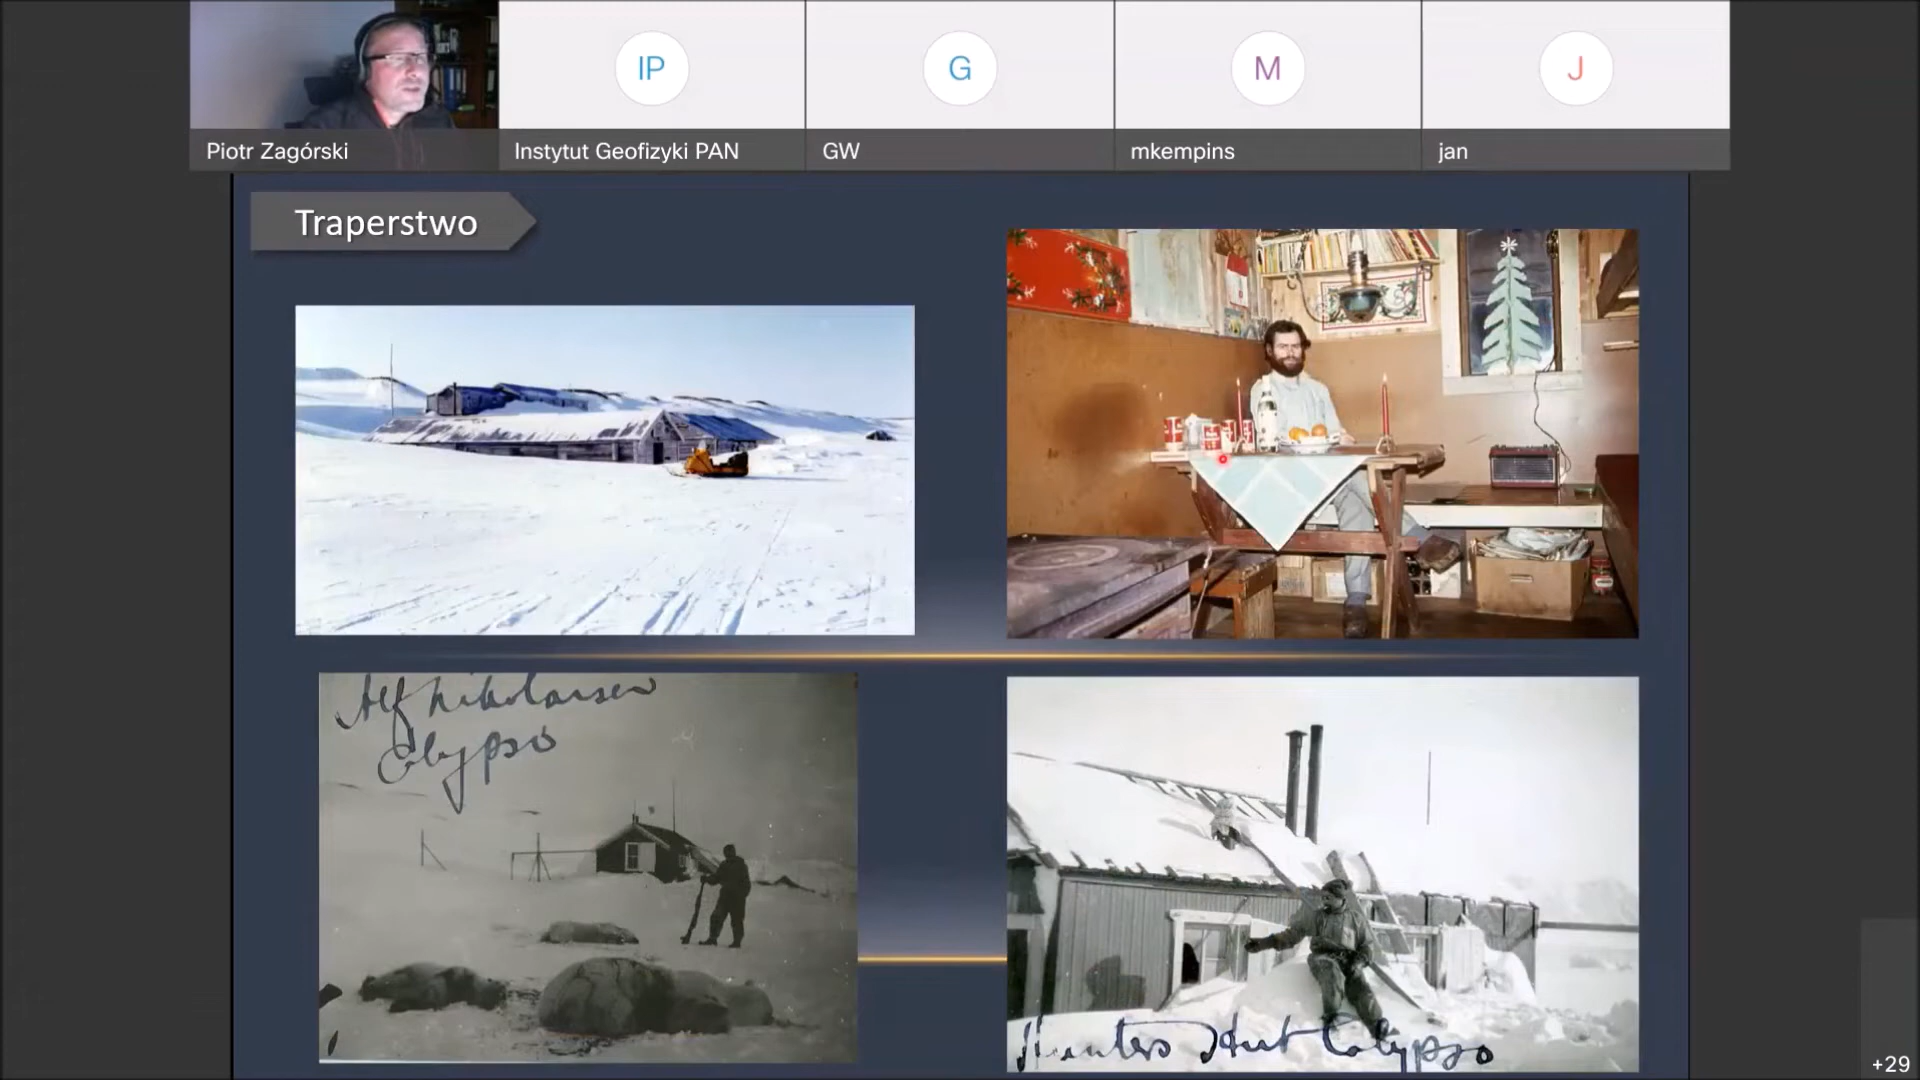 IP
G
M
J
Piotr Zagórski
Instytut Geofizyki PAN
GW
mkempins
jan
Traperstwo
Alf Nikolaisen
Calypso
Hunters Hut Calypso
+29